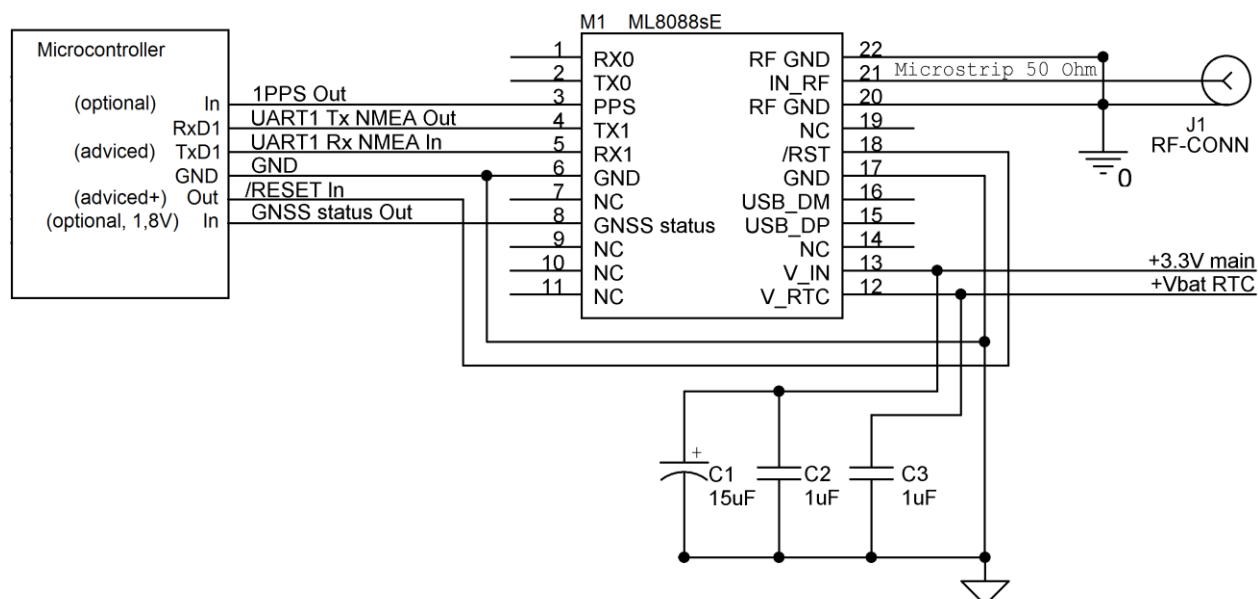 M1 ML8088sE
Microcontroller
(optional) In
RxD1
(adviced) TxD1
GND
(adviced+) Out
(optional, 1,8V) In
1PPS Out
UART1 Tx NMEA Out
UART1 Rx NMEA In
GND
/RESET In
GNSS status Out
1 RX0
2 TX0
3 PPS
4 TX1
5 RX1
6 GND
7 NC
8 GNSS status
9 NC
10 NC
11 NC
RF GND 22
IN_RF 21
RF GND 20
NC 19
/RST 18
GND 17
USB_DM 16
USB_DP 15
NC 14
V_IN 13
V_RTC 12
Microstrip 50 Ohm
J1
RF-CONN
0
+3.3V main
+Vbat RTC
+
C1
15uF
C2
1uF
C3
1uF